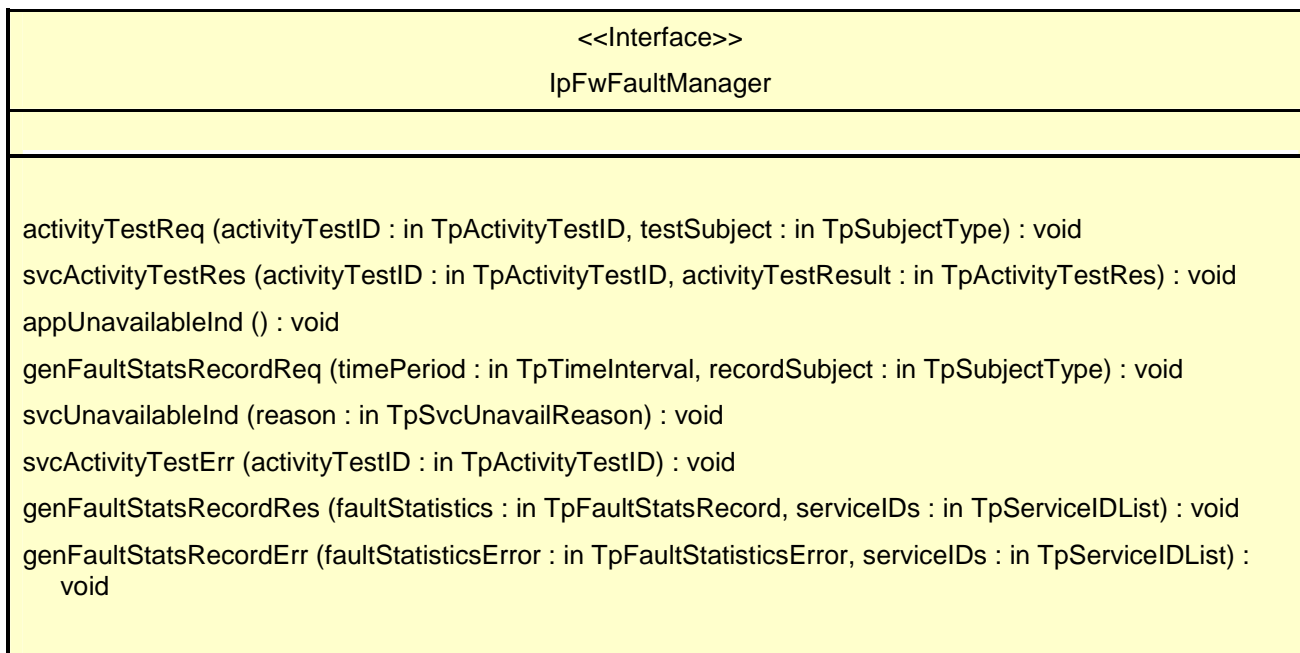 <<Interface>>
IpFwFaultManager
activityTestReq (activityTestID : in TpActivityTestID, testSubject : in TpSubjectType) : void
svcActivityTestRes (activityTestID : in TpActivityTestID, activityTestResult : in TpActivityTestRes) : void
appUnavailableInd () : void
genFaultStatsRecordReq (timePeriod : in TpTimeInterval, recordSubject : in TpSubjectType) : void
svcUnavailableInd (reason : in TpSvcUnavailReason) : void
svcActivityTestErr (activityTestID : in TpActivityTestID) : void
genFaultStatsRecordRes (faultStatistics : in TpFaultStatsRecord, serviceIDs : in TpServiceIDList) : void
genFaultStatsRecordErr (faultStatisticsError : in TpFaultStatisticsError, serviceIDs : in TpServiceIDList) :
void